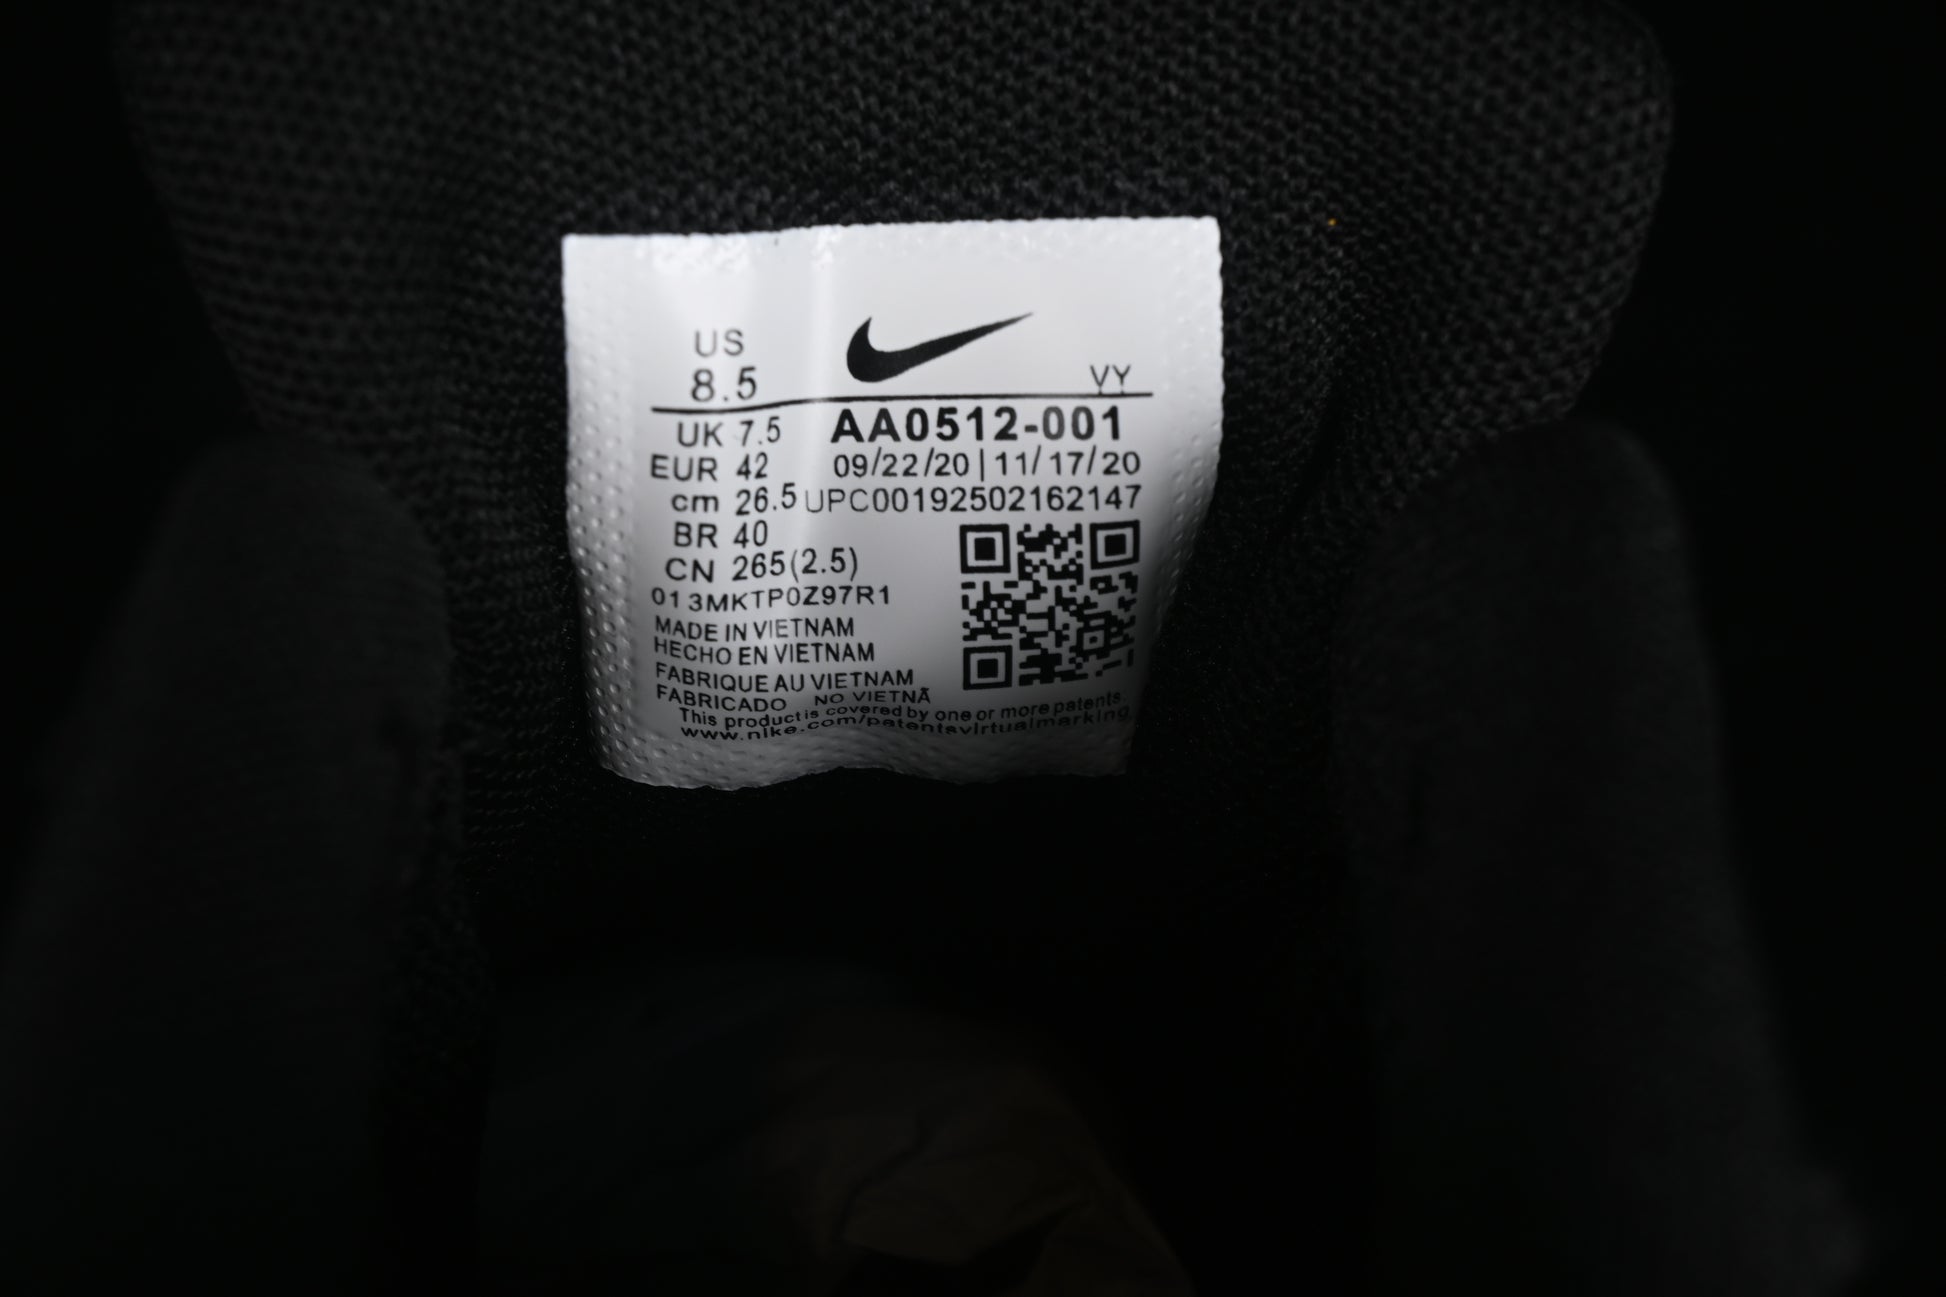 US
8.5
VY
UK 7.5 AA0512-001
EUR 42 09/22/20|11/17/20
cm 26.5 UPC00192502162147
BR 40
CN 265(2.5)
013MKTP0Z97R1
MADE IN VIETNAM
HECHO EN VIETNAM
FABRIQUE AU VIETNAM
FABRICADO NO VIETNÃ
This product is covered by one or more patents.
www.nike.com/patentsvirtualmarking